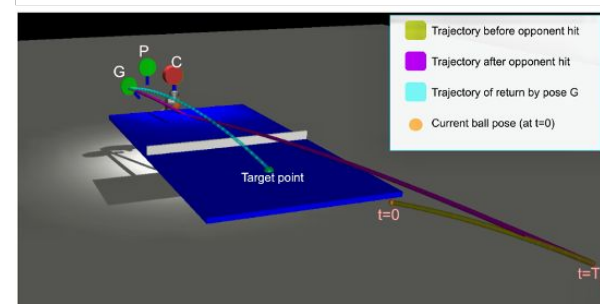 Trajectory before opponent hit
Trajectory after opponent hit
Trajectory of return by pose G
Current ball pose (at t=0)
P
C
G
Target point
t=0
t=T